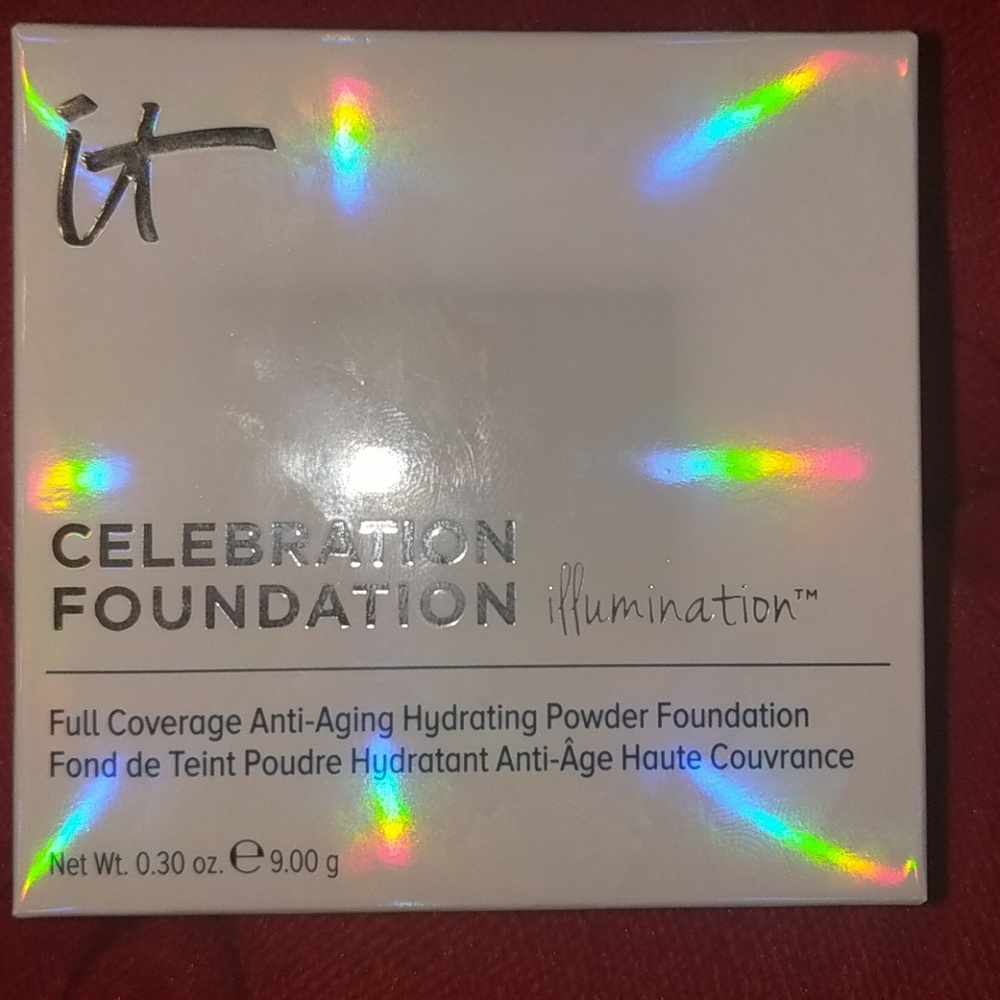 it
CELEBRATION
FOUNDATION illumination™
Full Coverage Anti-Aging Hydrating Powder Foundation
Fond de Teint Poudre Hydratant Anti-Âge Haute Couvrance
Net Wt. 0.30 oz. ℮ 9.00 g